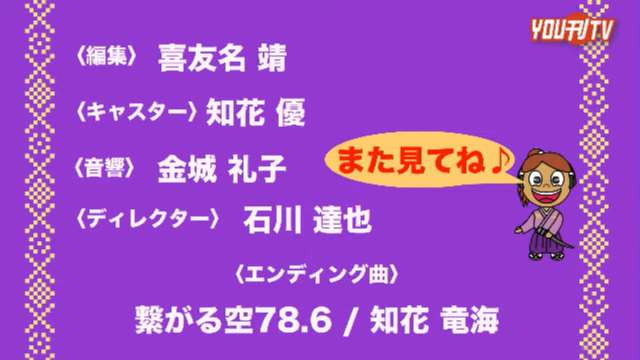 YOU刊TV
〈編集〉 喜友名 靖
〈キャスター〉 知花 優
〈音響〉 金城 礼子
また見てね♪
〈ディレクター〉 石川 達也
〈エンディング曲〉
繋がる空78.6 / 知花 竜海